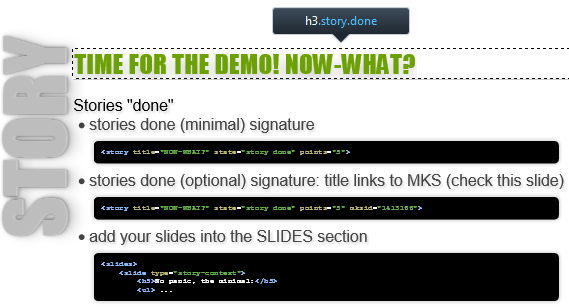 h3.story.done
STORY
TIME FOR THE DEMO! NOW-WHAT?
Stories "done"
• stories done (minimal) signature
<story title="NOW-WHAT?" state="story done" points="5">
• stories done (optional) signature: title links to MKS (check this slide)
<story title="NOW-WHAT?" state="story done" points="5" mksid="1413166">
• add your slides into the SLIDES section
<slides>
<slide type="story-context">
<h3>No panic, the minimal:</h3>
<ul> ...